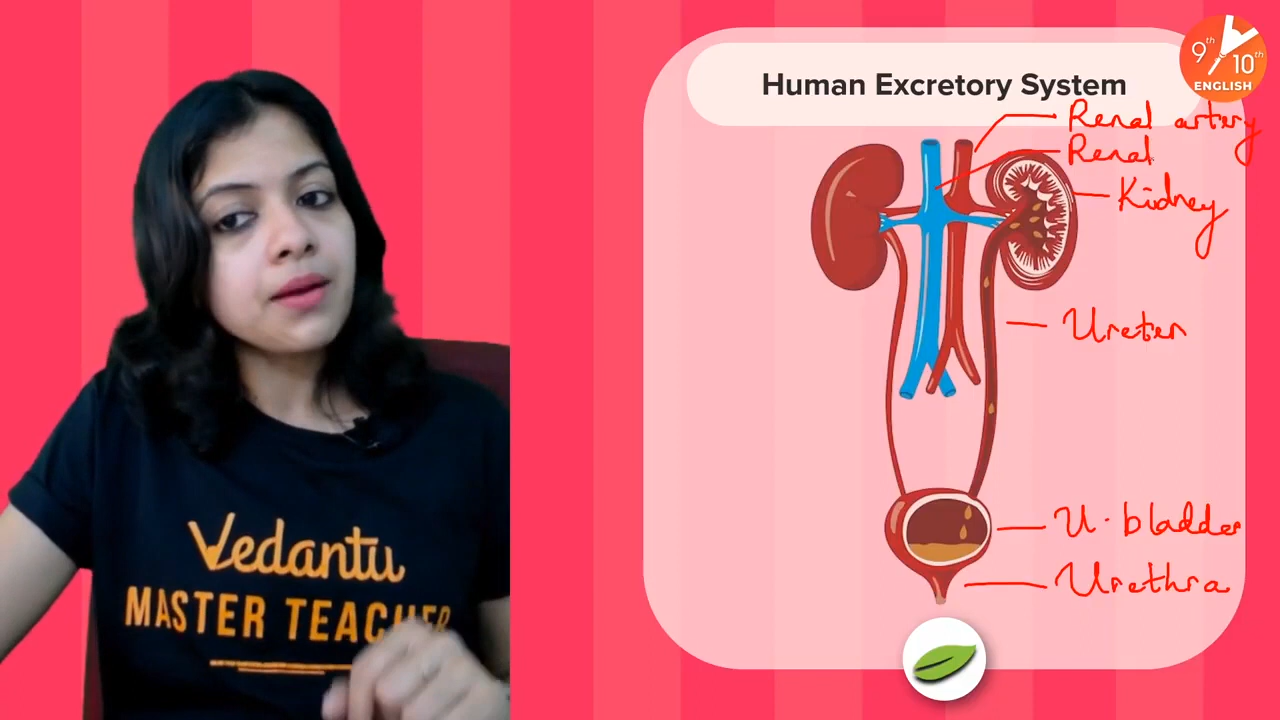 Human Excretory System
9th
10th
ENGLISH
Renal artery
Renal
Kidney
Ureter
U. bladder
Urethra
Vedantu
MASTER TEACHER